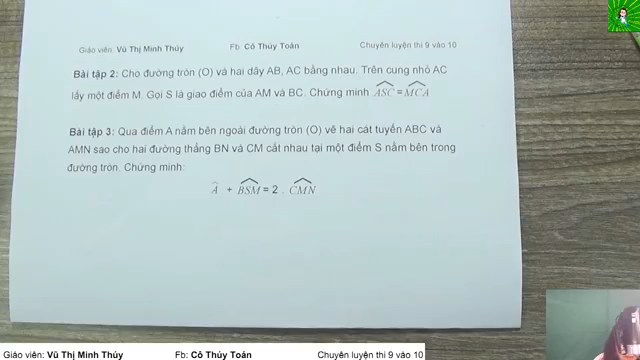 Giáo viên: Vũ Thị Minh Thúy Fb: Cô Thúy Toán Chuyên luyện thi 9 vào 10
Bài tập 2: Cho đường tròn (O) và hai dây AB, AC bằng nhau. Trên cung nhỏ AC
lấy một điểm M. Gọi S là giao điểm của AM và BC. Chứng minh ASC = MCA
Bài tập 3: Qua điểm A nằm bên ngoài đường tròn (O) vẽ hai cát tuyến ABC và
AMN sao cho hai đường thẳng BN và CM cắt nhau tại một điểm S nằm bên trong
đường tròn. Chứng minh:
A + BSM = 2 . CMN
Giáo viên: Vũ Thị Minh Thúy Fb: Cô Thúy Toán Chuyên luyện thi 9 vào 10